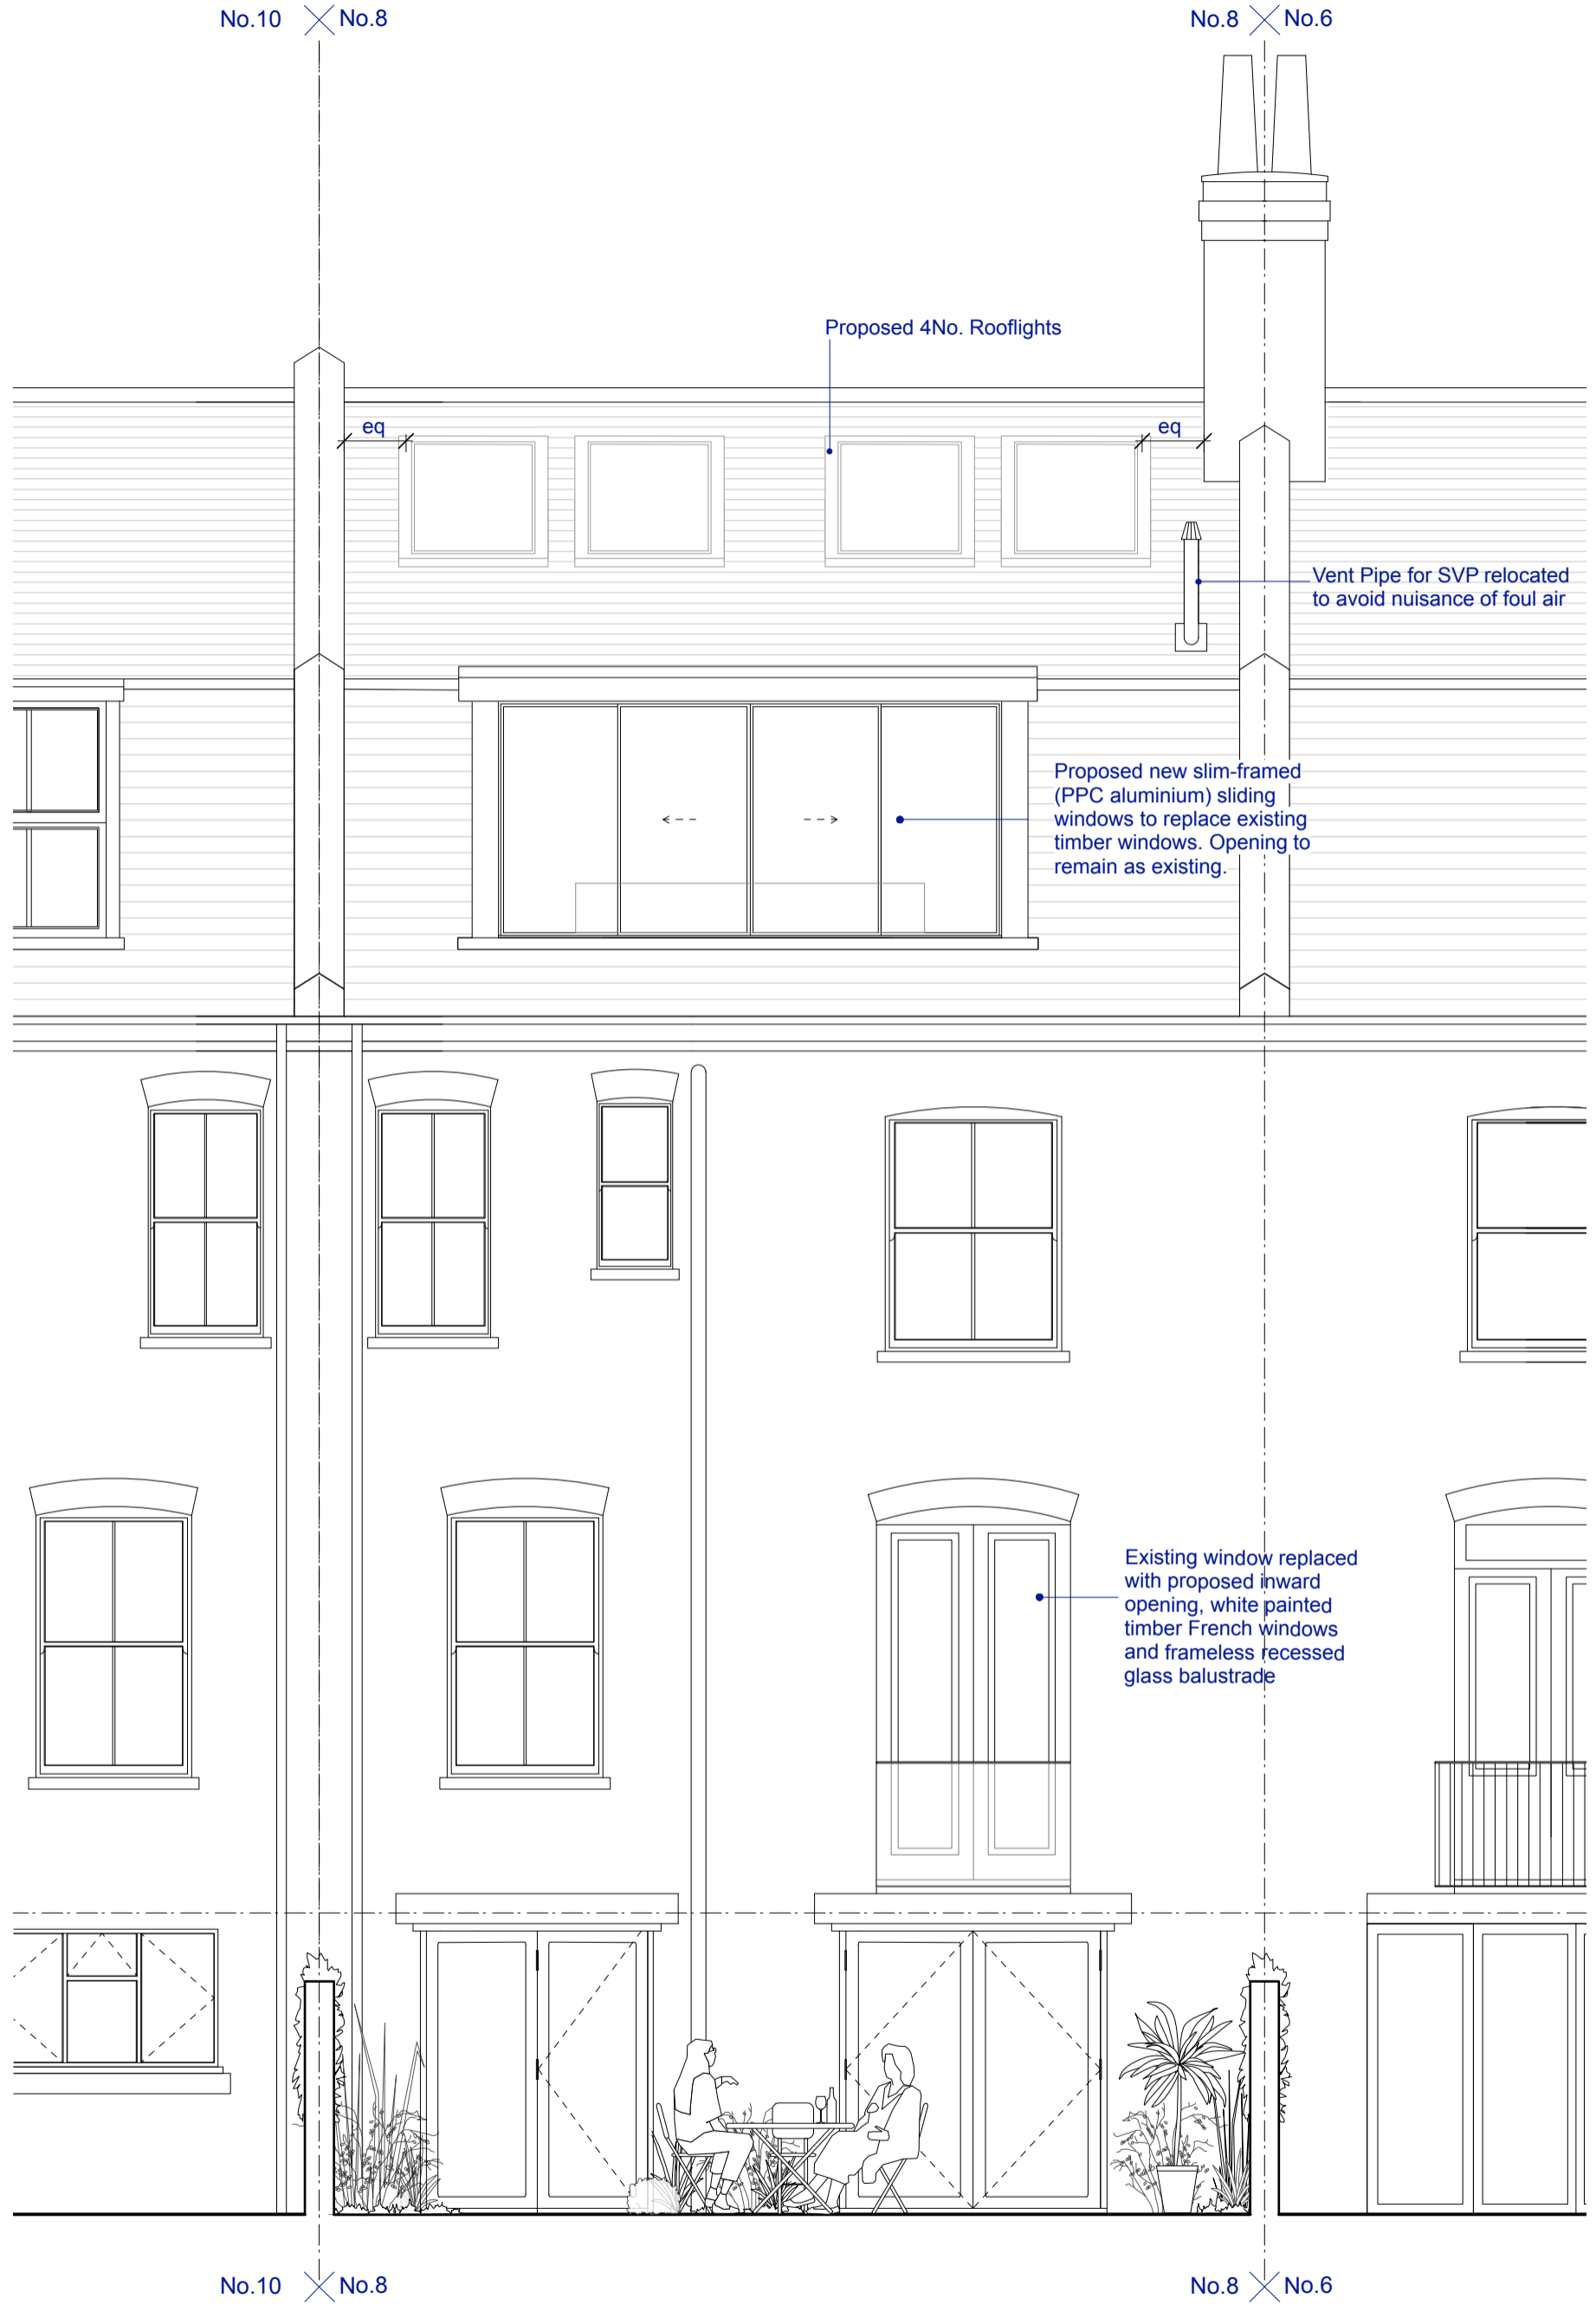 No.10 No.8
No.8 No.6
Proposed 4No. Rooflights
eq
eq
Vent Pipe for SVP relocated
to avoid nuisance of foul air
Proposed new slim-framed
(PPC aluminium) sliding
windows to replace existing
timber windows. Opening to
remain as existing.
Existing window replaced
with proposed inward
opening, white painted
timber French windows
and frameless recessed
glass balustrade
No.10 No.8
No.8 No.6